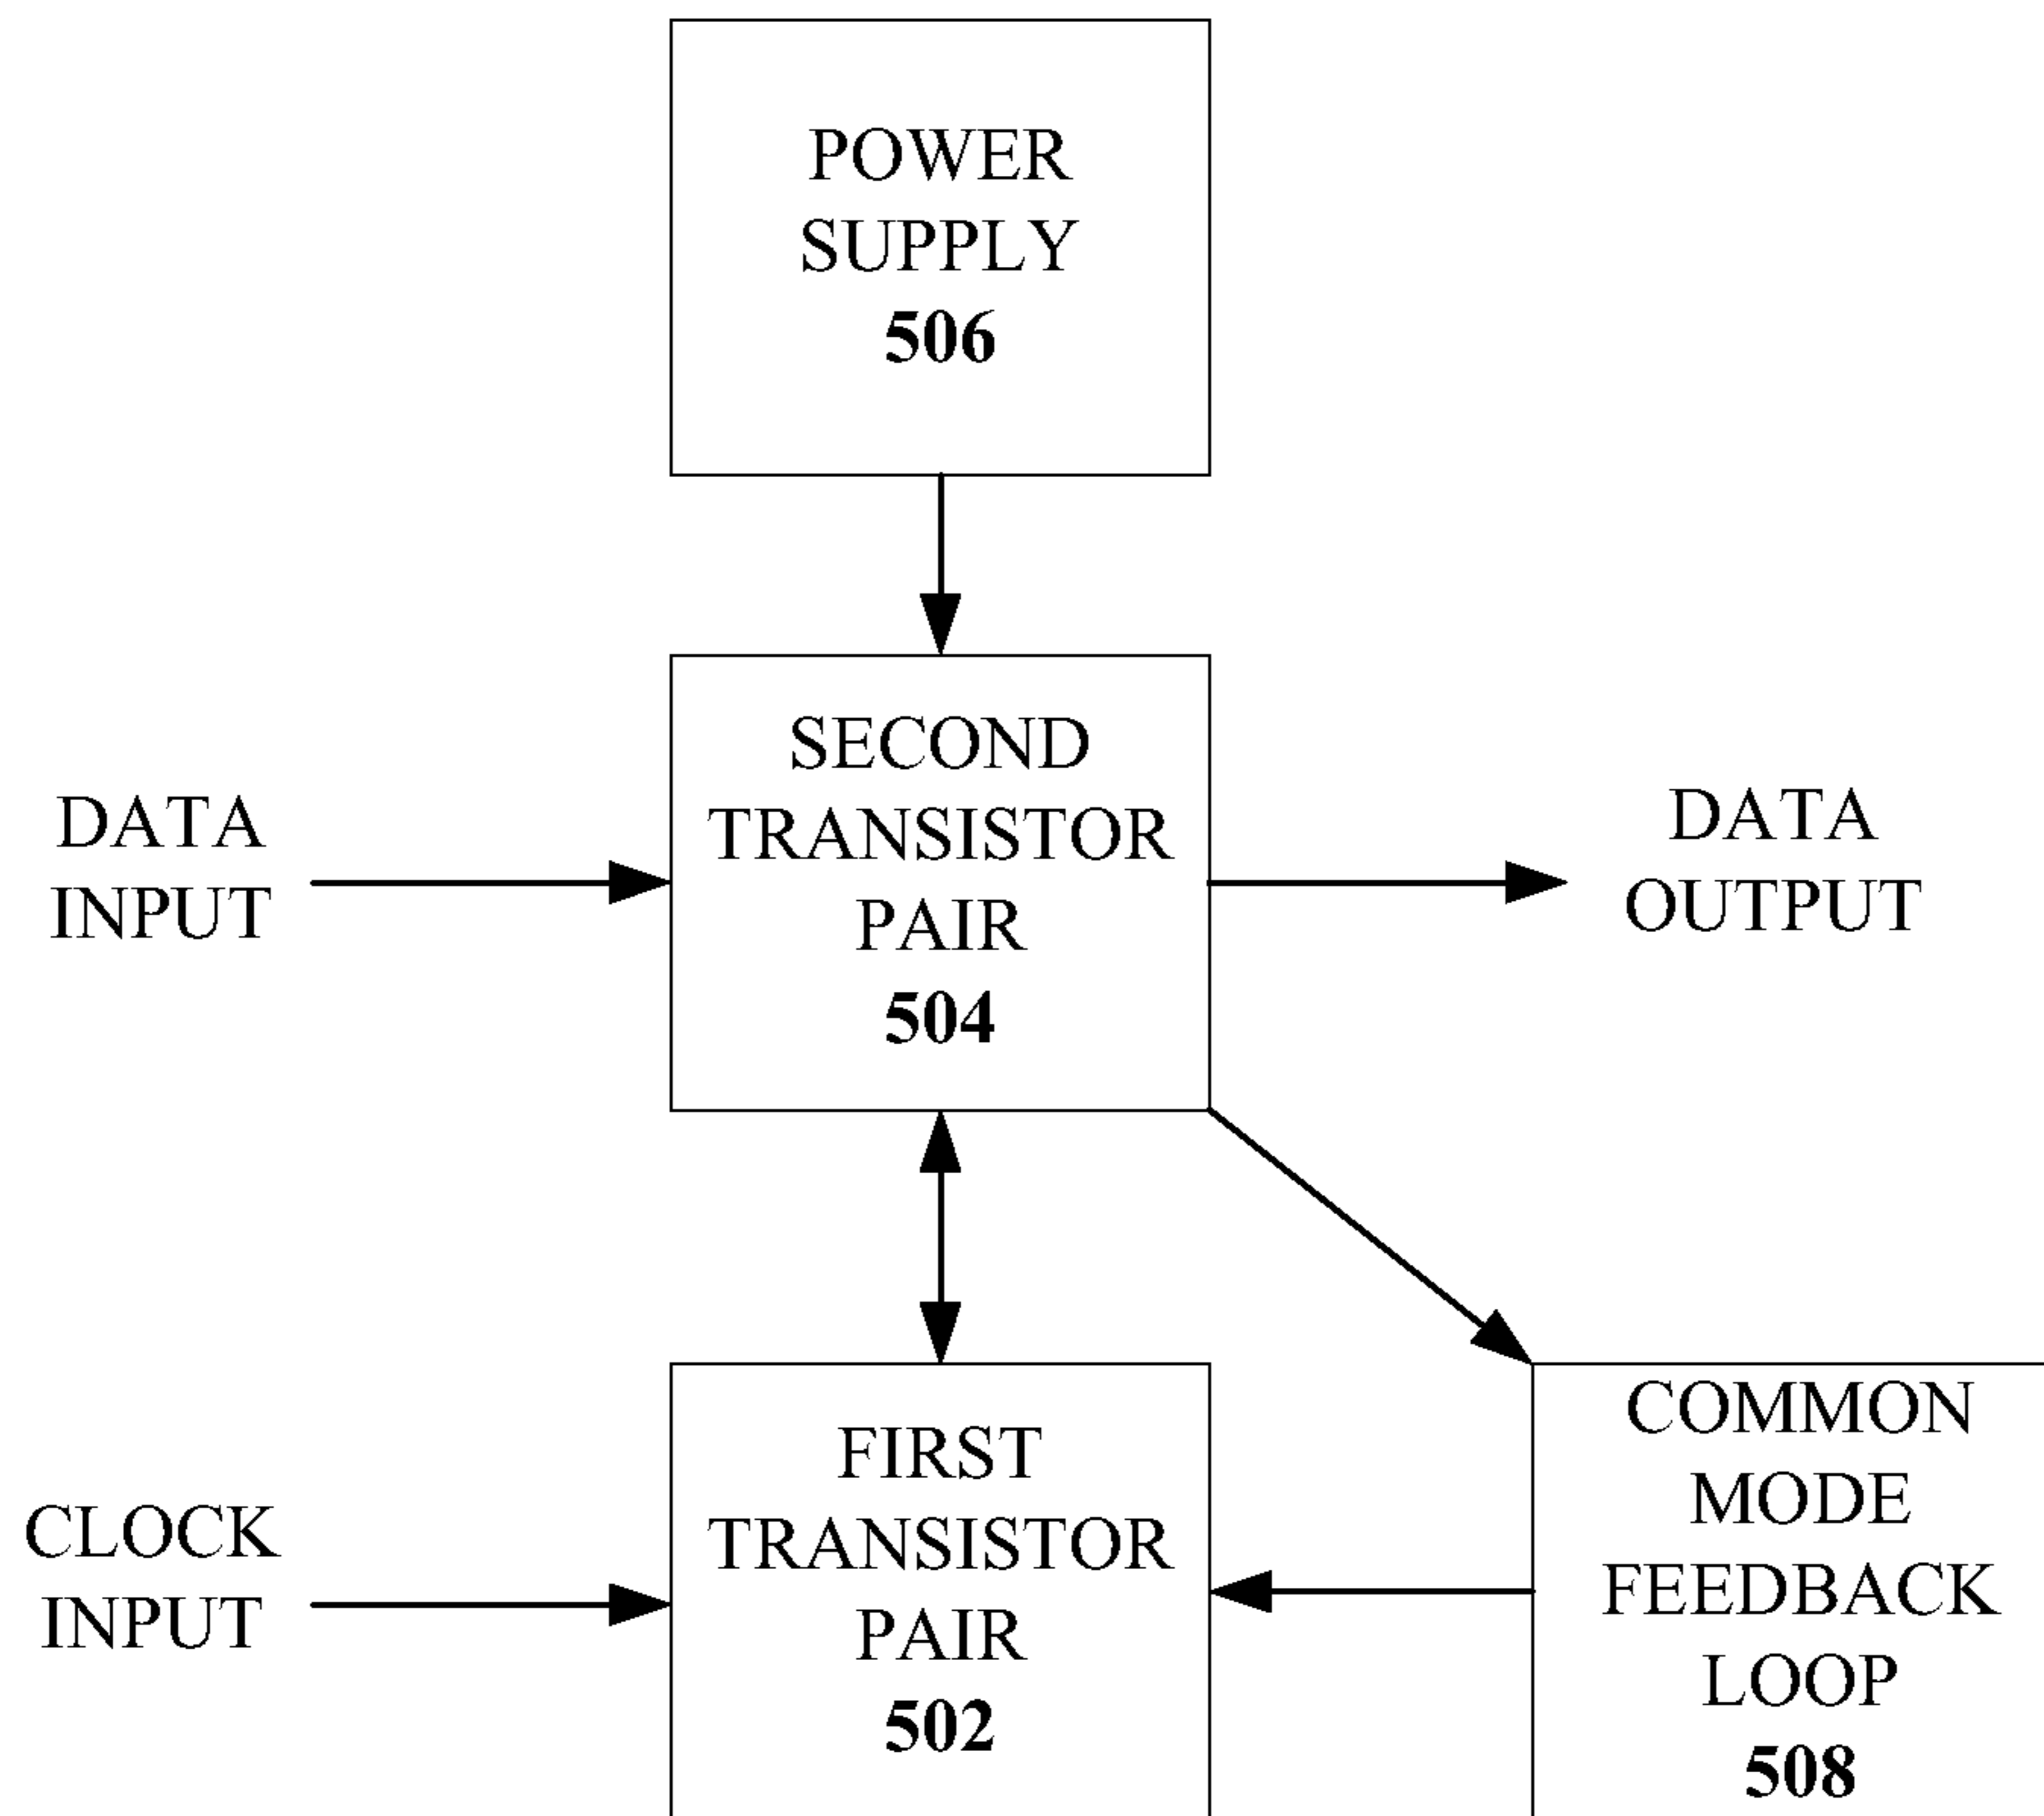 POWER
SUPPLY
506
SECOND
TRANSISTOR
PAIR
504
DATA
INPUT
DATA
OUTPUT
FIRST
TRANSISTOR
PAIR
502
CLOCK
INPUT
COMMON
MODE
FEEDBACK
LOOP
508